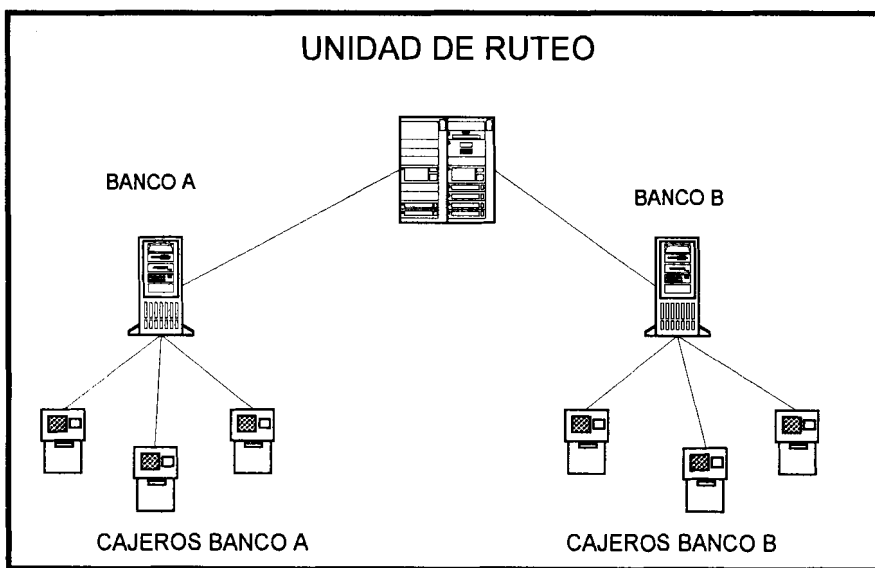 UNIDAD DE RUTEO
BANCO A
BANCO B
CAJEROS BANCO A
CAJEROS BANCO B